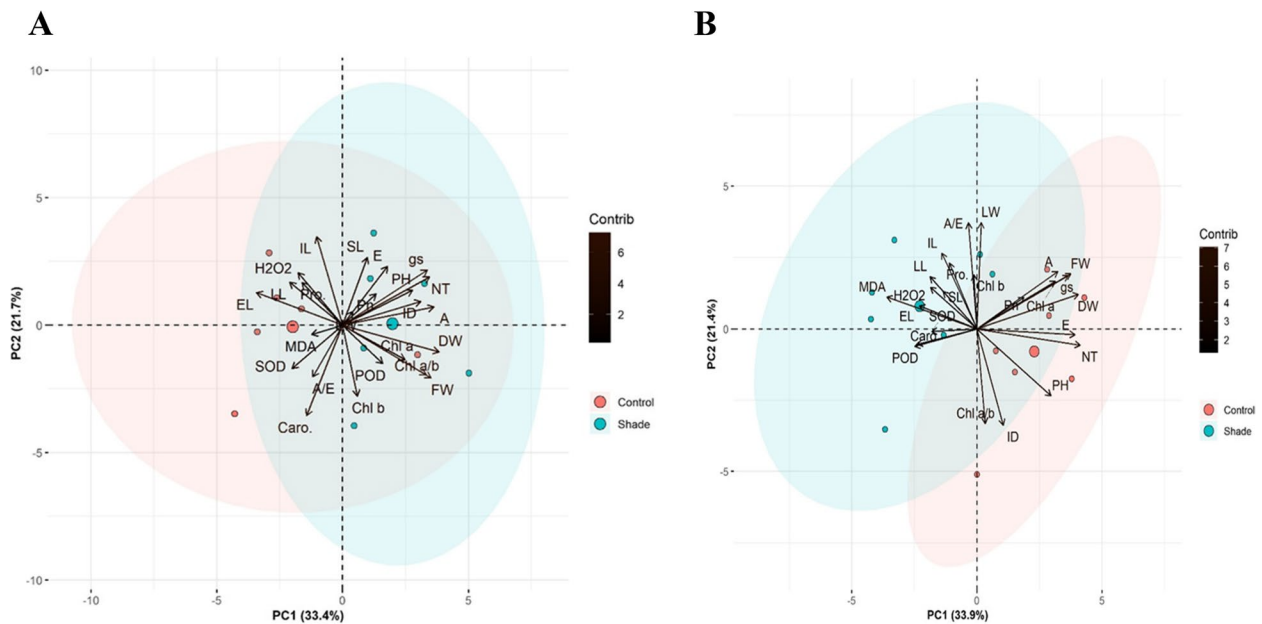 A
B
10
5
0
-5
-10
PC2 (21.7%)
IL
SL
E
gs
H2O2
PH
NT
EL
LL
Pro.
Pn
ID
A
MDA
Chl a
DW
SOD
POD
Chl a/b
A/E
FW
Chl b
Caro.
-10
-5
0
5
PC1 (33.4%)
Contrib
6
4
2
Control
Shade
5
0
-5
PC2 (21.4%)
A/E
LW
IL
LL
Pro.
A
FW
MDA
H2O2
SL
Chl b
gs
EL
SOD
Pn
Chl a
DW
Caro.
E
POD
NT
PH
Chl a/b
ID
-5
0
5
PC1 (33.9%)
Contrib
7
6
5
4
3
2
Control
Shade